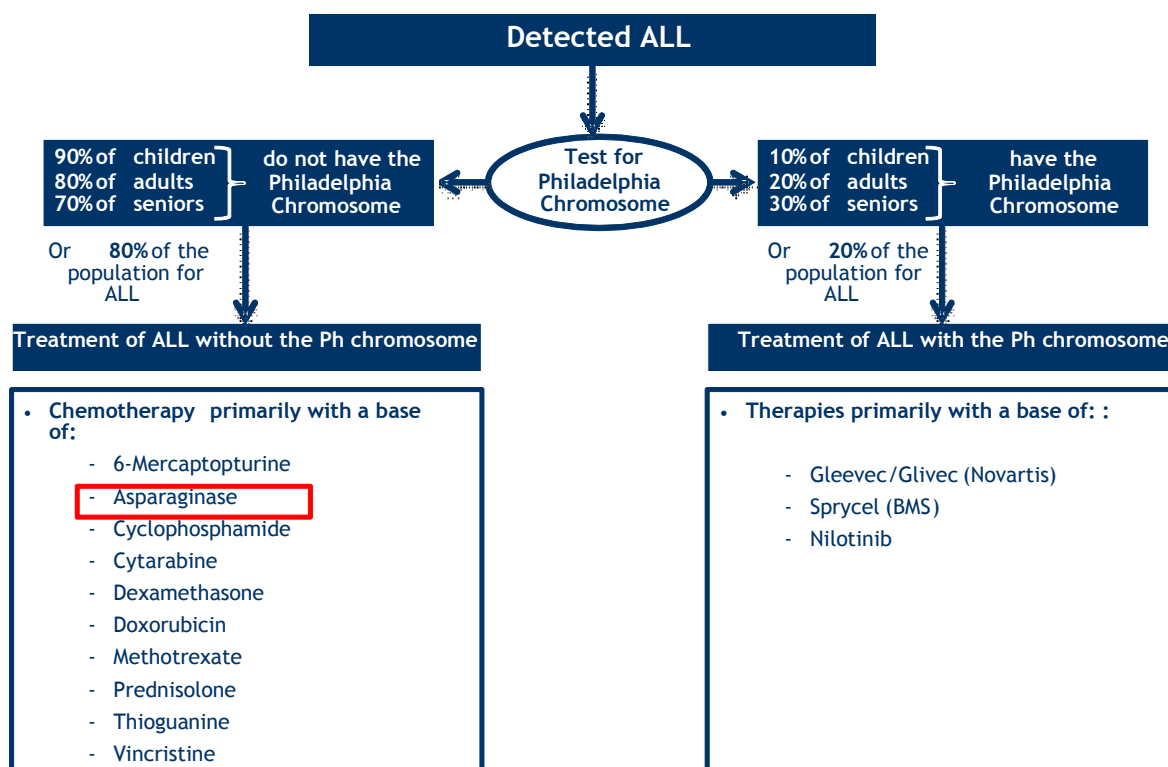 Detected ALL
90% of children
80% of adults
70% of seniors
do not have the
Philadelphia
Chromosome
Test for
Philadelphia
Chromosome
10% of children
20% of adults
30% of seniors
have the
Philadelphia
Chromosome
Or 80% of the
population for
ALL
Or 20% of the
population for
ALL
Treatment of ALL without the Ph chromosome
Treatment of ALL with the Ph chromosome
• Chemotherapy primarily with a base
of:
- 6-Mercaptopturine
- Asparaginase
- Cyclophosphamide
- Cytarabine
- Dexamethasone
- Doxorubicin
- Methotrexate
- Prednisolone
- Thioguanine
- Vincristine
• Therapies primarily with a base of: :
- Gleevec/Glivec (Novartis)
- Sprycel (BMS)
- Nilotinib